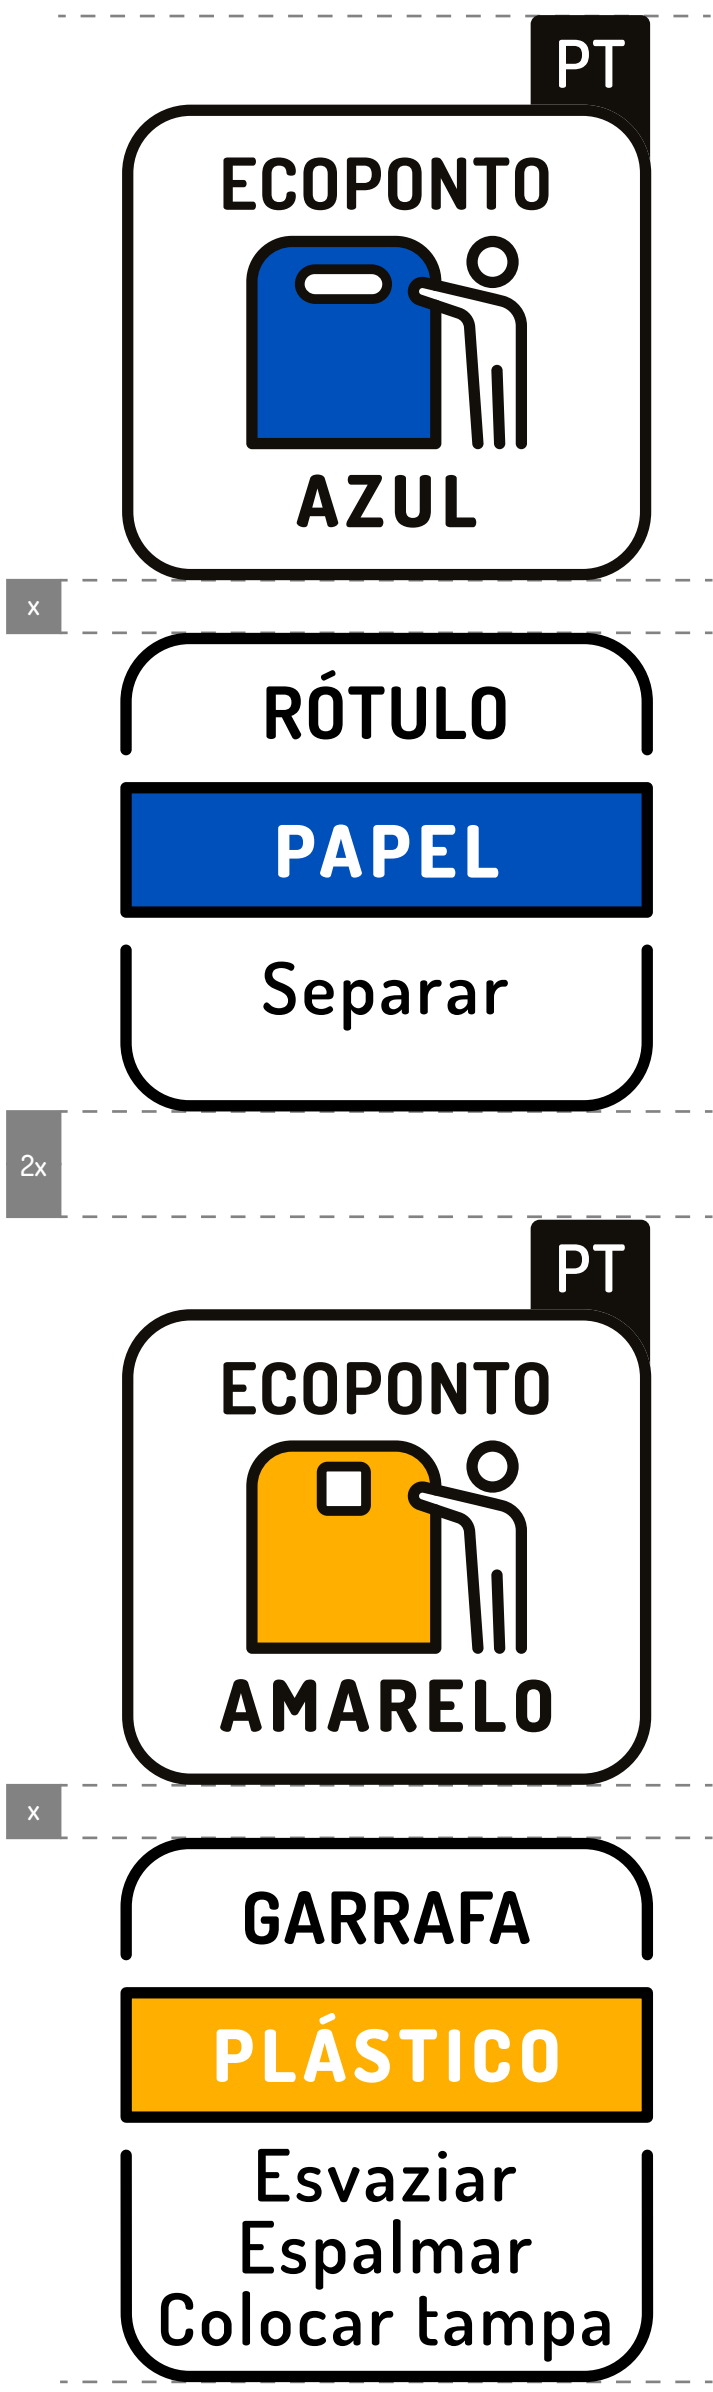 PT
ECOPONTO
AZUL
x
RÓTULO
PAPEL
Separar
2x
PT
ECOPONTO
AMARELO
x
GARRAFA
PLÁSTICO
Esvaziar
Espalmar
Colocar tampa